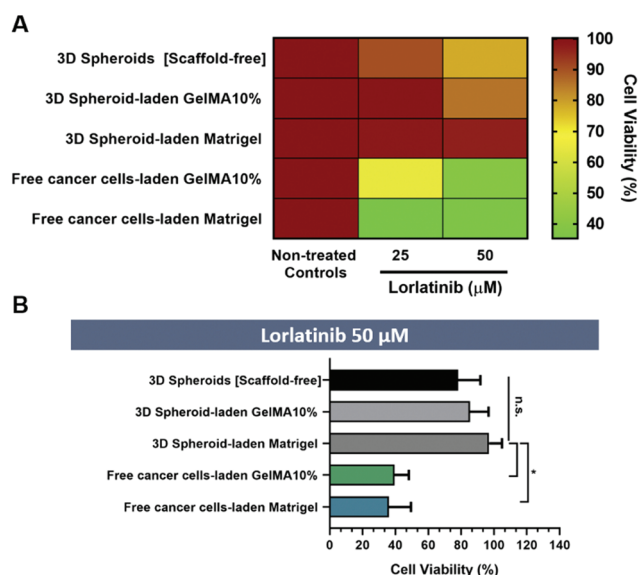 A
3D Spheroids [Scaffold-free]
3D Spheroid-laden GelMA10%
3D Spheroid-laden Matrigel
Free cancer cells-laden GelMA10%
Free cancer cells-laden Matrigel
Non-treated
Controls
25
50
Lorlatinib (μM)
100
90
80
70
60
50
40
Cell Viability (%)
B
Lorlatinib 50 μM
3D Spheroids [Scaffold-free]
3D Spheroid-laden GelMA10%
3D Spheroid-laden Matrigel
Free cancer cells-laden GelMA10%
Free cancer cells-laden Matrigel
n.s.
*
0 20 40 60 80 100 120 140
Cell Viability (%)